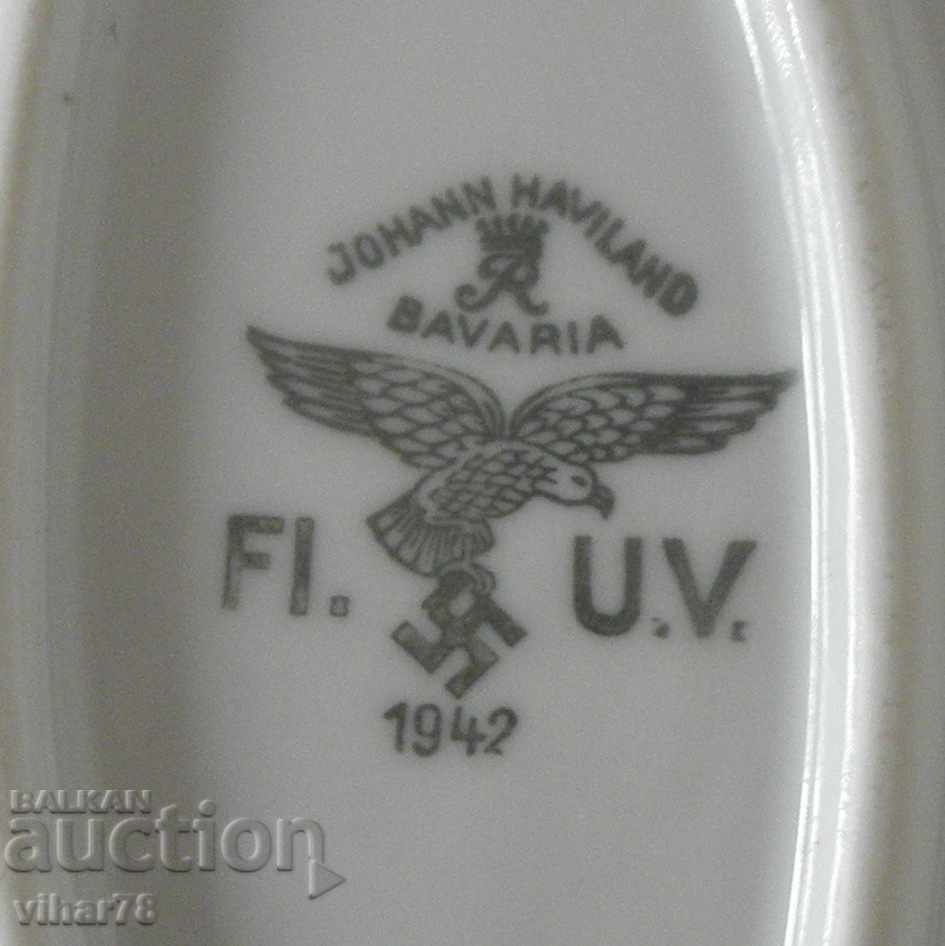 JOHANN HAVILAND
BAVARIA
Fl. U.V.
1942
BALKAN
auction
vihar78